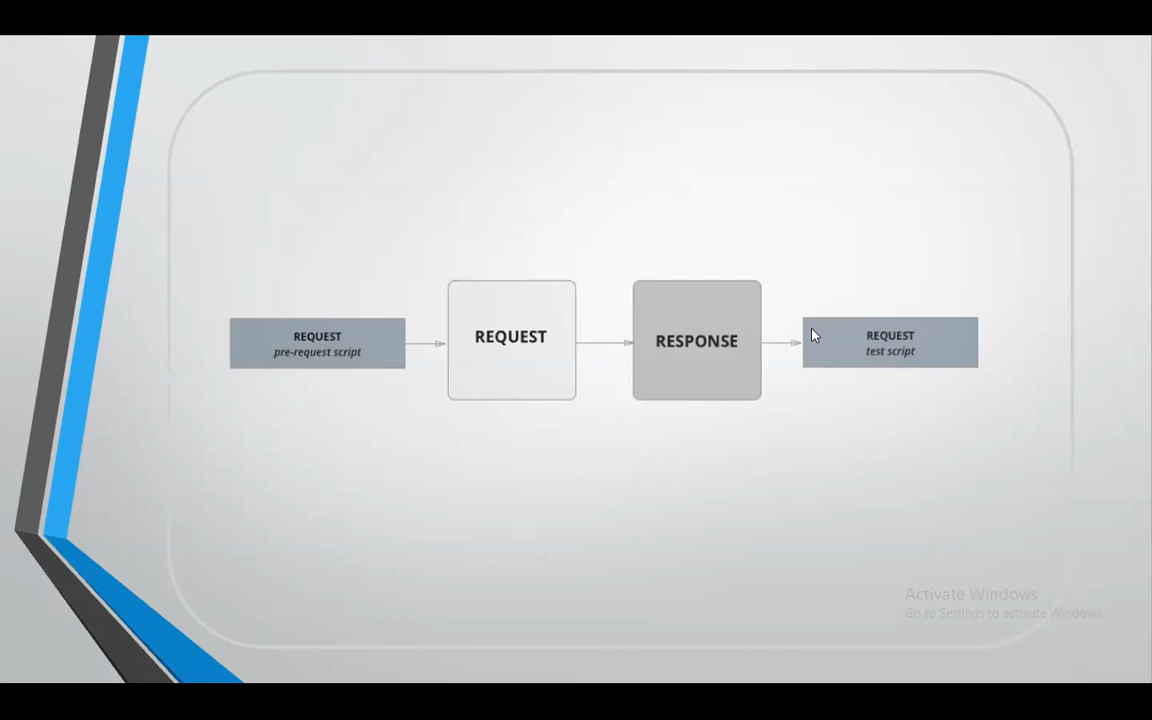 REQUEST
pre-request script
REQUEST
RESPONSE
REQUEST
test script
Activate Windows
Go to Settings to activate Windows.